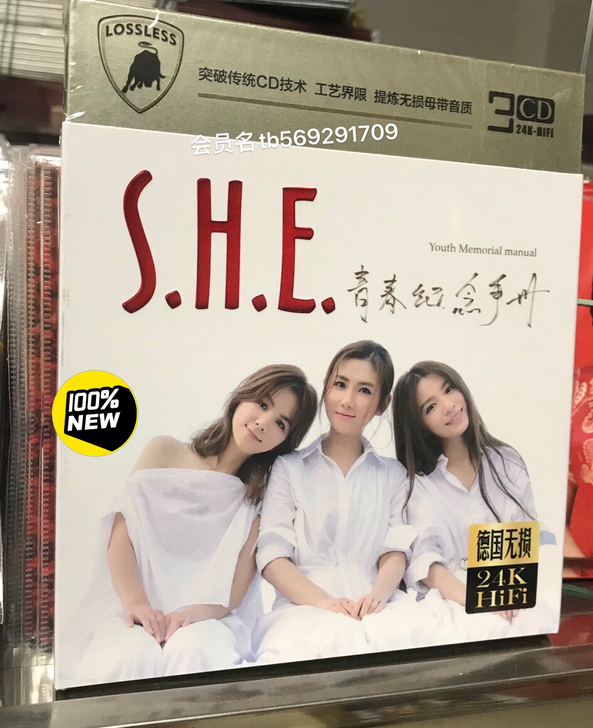 LOSSLESS
突破传统CD技术 工艺界限 提炼无损母带音质
3CD
24K-HiFi
会员名tb569291709
S.H.E.
Youth Memorial manual
青春纪念手册
100%
NEW
德国无损
24K
HiFi